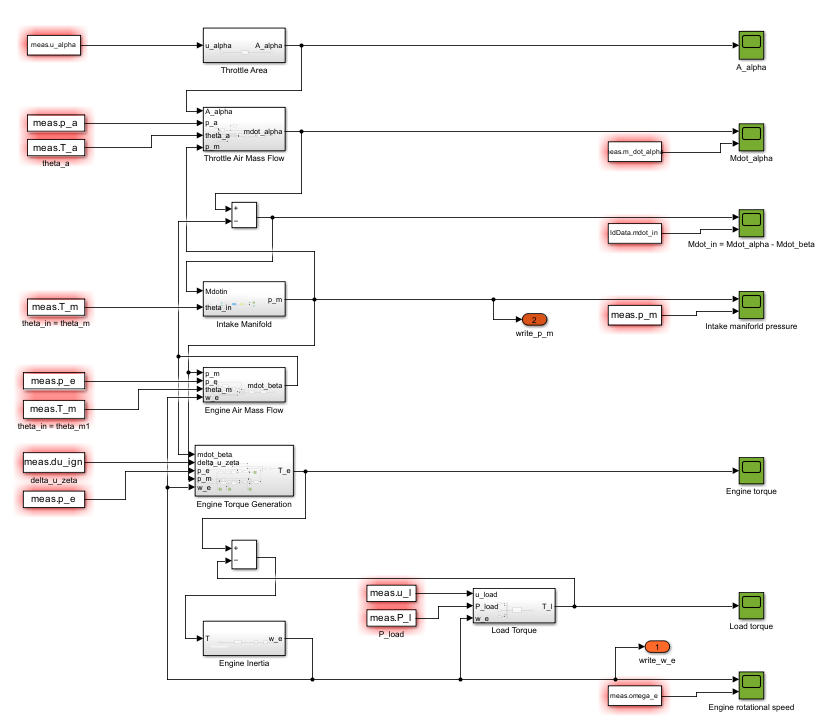 meas.u_alpha
u_alpha
A_alpha
Throttle Area
A_alpha
meas.p_a
meas.T_a
theta_a
A_alpha
p_a
theta_a
p_m
mdot_alpha
Throttle Air Mass Flow
eas.m_dot_alpha
Mdot_alpha
+
−
ldData.mdot_in
Mdot_in = Mdot_alpha - Mdot_beta
meas.T_m
theta_in = theta_m
Mdotin
theta_in
p_m
Intake Manifold
2
write_p_m
meas.p_m
Intake maniforld pressure
meas.p_e
meas.T_m
theta_in = theta_m1
p_m
p_e
theta_m
w_e
mdot_beta
Engine Air Mass Flow
meas.du_ign
delta_u_zeta
meas.p_e
mdot_beta
delta_u_zeta
p_e
p_m
w_e
T_e
Engine Torque Generation
Engine torque
+
−
meas.u_l
meas.P_l
P_load
u_load
P_load
w_e
T_l
Load Torque
Load torque
T
w_e
Engine Inertia
1
write_w_e
meas.omega_e
Engine rotational speed